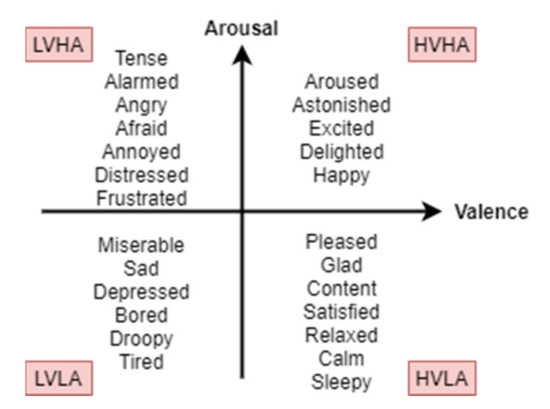 Arousal
LVHA
HVHA
Tense
Alarmed
Angry
Afraid
Annoyed
Distressed
Frustrated
Aroused
Astonished
Excited
Delighted
Happy
Valence
Miserable
Sad
Depressed
Bored
Droopy
Tired
Pleased
Glad
Content
Satisfied
Relaxed
Calm
Sleepy
LVLA
HVLA